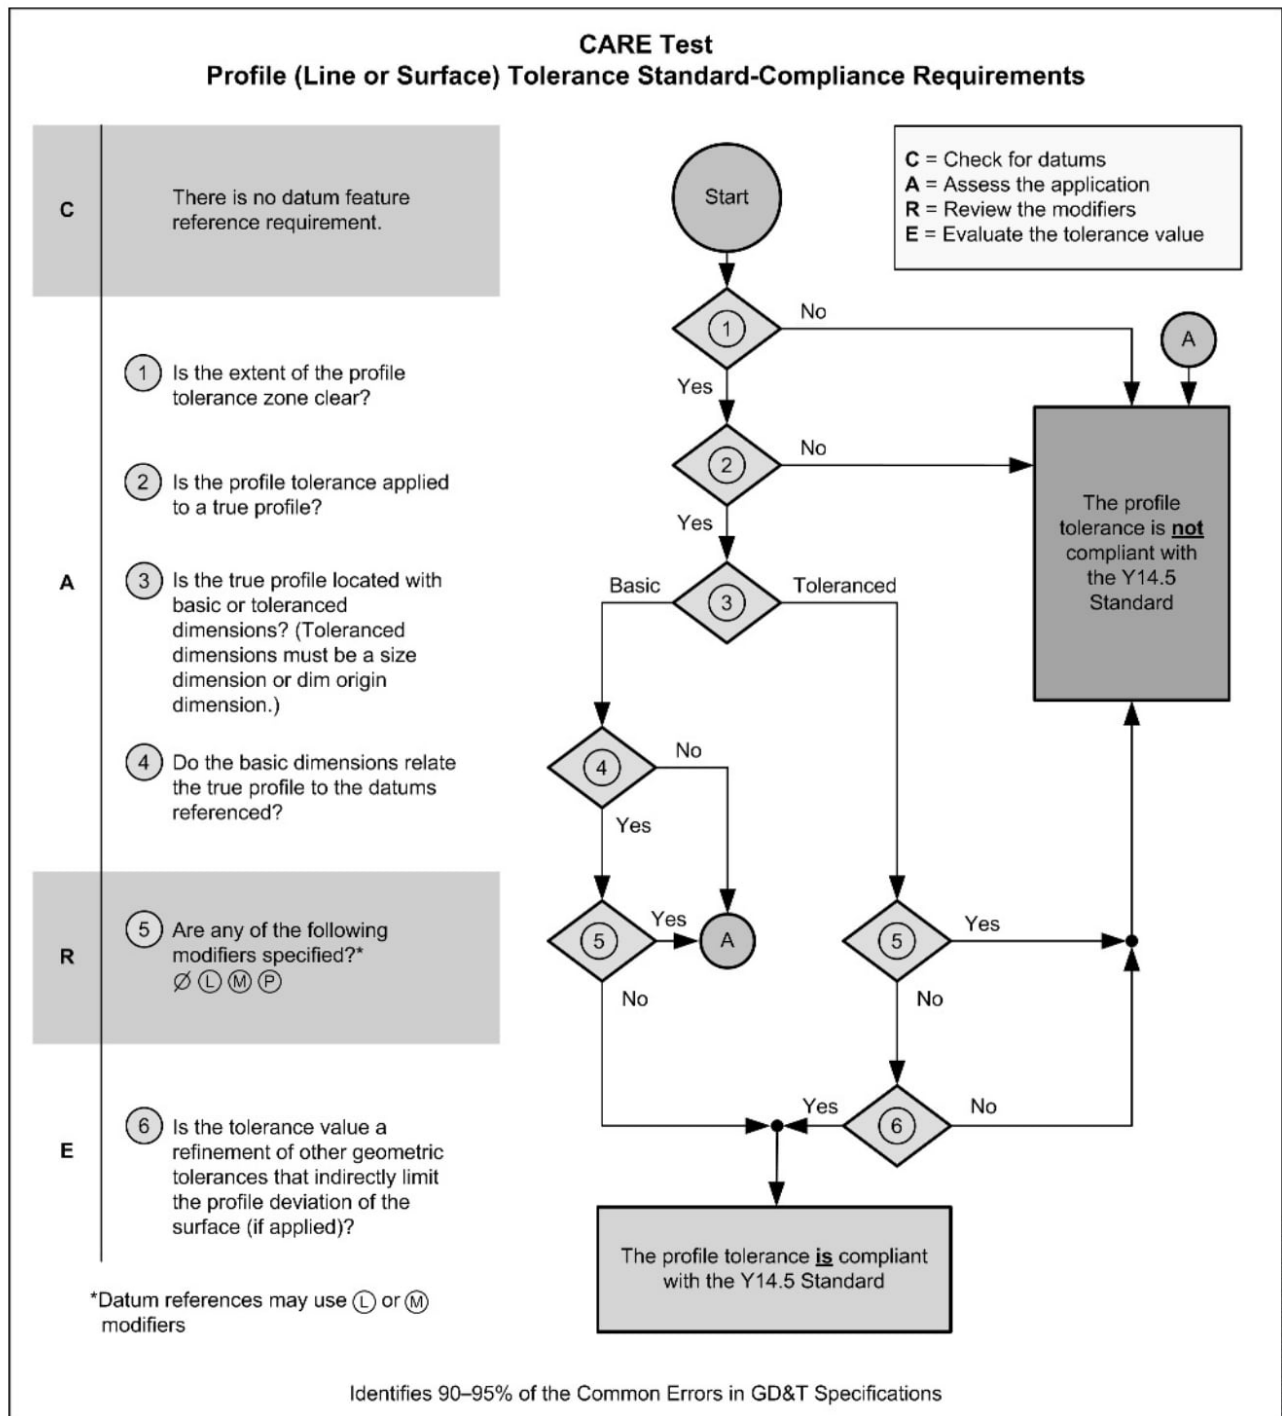 CARE Test
Profile (Line or Surface) Tolerance Standard-Compliance Requirements
C
There is no datum feature
reference requirement.
A
1 Is the extent of the profile
tolerance zone clear?
2 Is the profile tolerance applied
to a true profile?
3 Is the true profile located with
basic or toleranced
dimensions? (Toleranced
dimensions must be a size
dimension or dim origin
dimension.)
4 Do the basic dimensions relate
the true profile to the datums
referenced?
R
5 Are any of the following
modifiers specified?*
∅ Ⓛ Ⓜ Ⓟ
E
6 Is the tolerance value a
refinement of other geometric
tolerances that indirectly limit
the profile deviation of the
surface (if applied)?
*Datum references may use Ⓛ or Ⓜ
modifiers
C = Check for datums
A = Assess the application
R = Review the modifiers
E = Evaluate the tolerance value
Start
1
No
Yes
A
2
No
Yes
The profile
tolerance is not
compliant with
the Y14.5
Standard
Basic
3
Toleranced
4
No
Yes
5
Yes
A
No
5
Yes
No
Yes
6
No
The profile tolerance is compliant
with the Y14.5 Standard
Identifies 90–95% of the Common Errors in GD&T Specifications